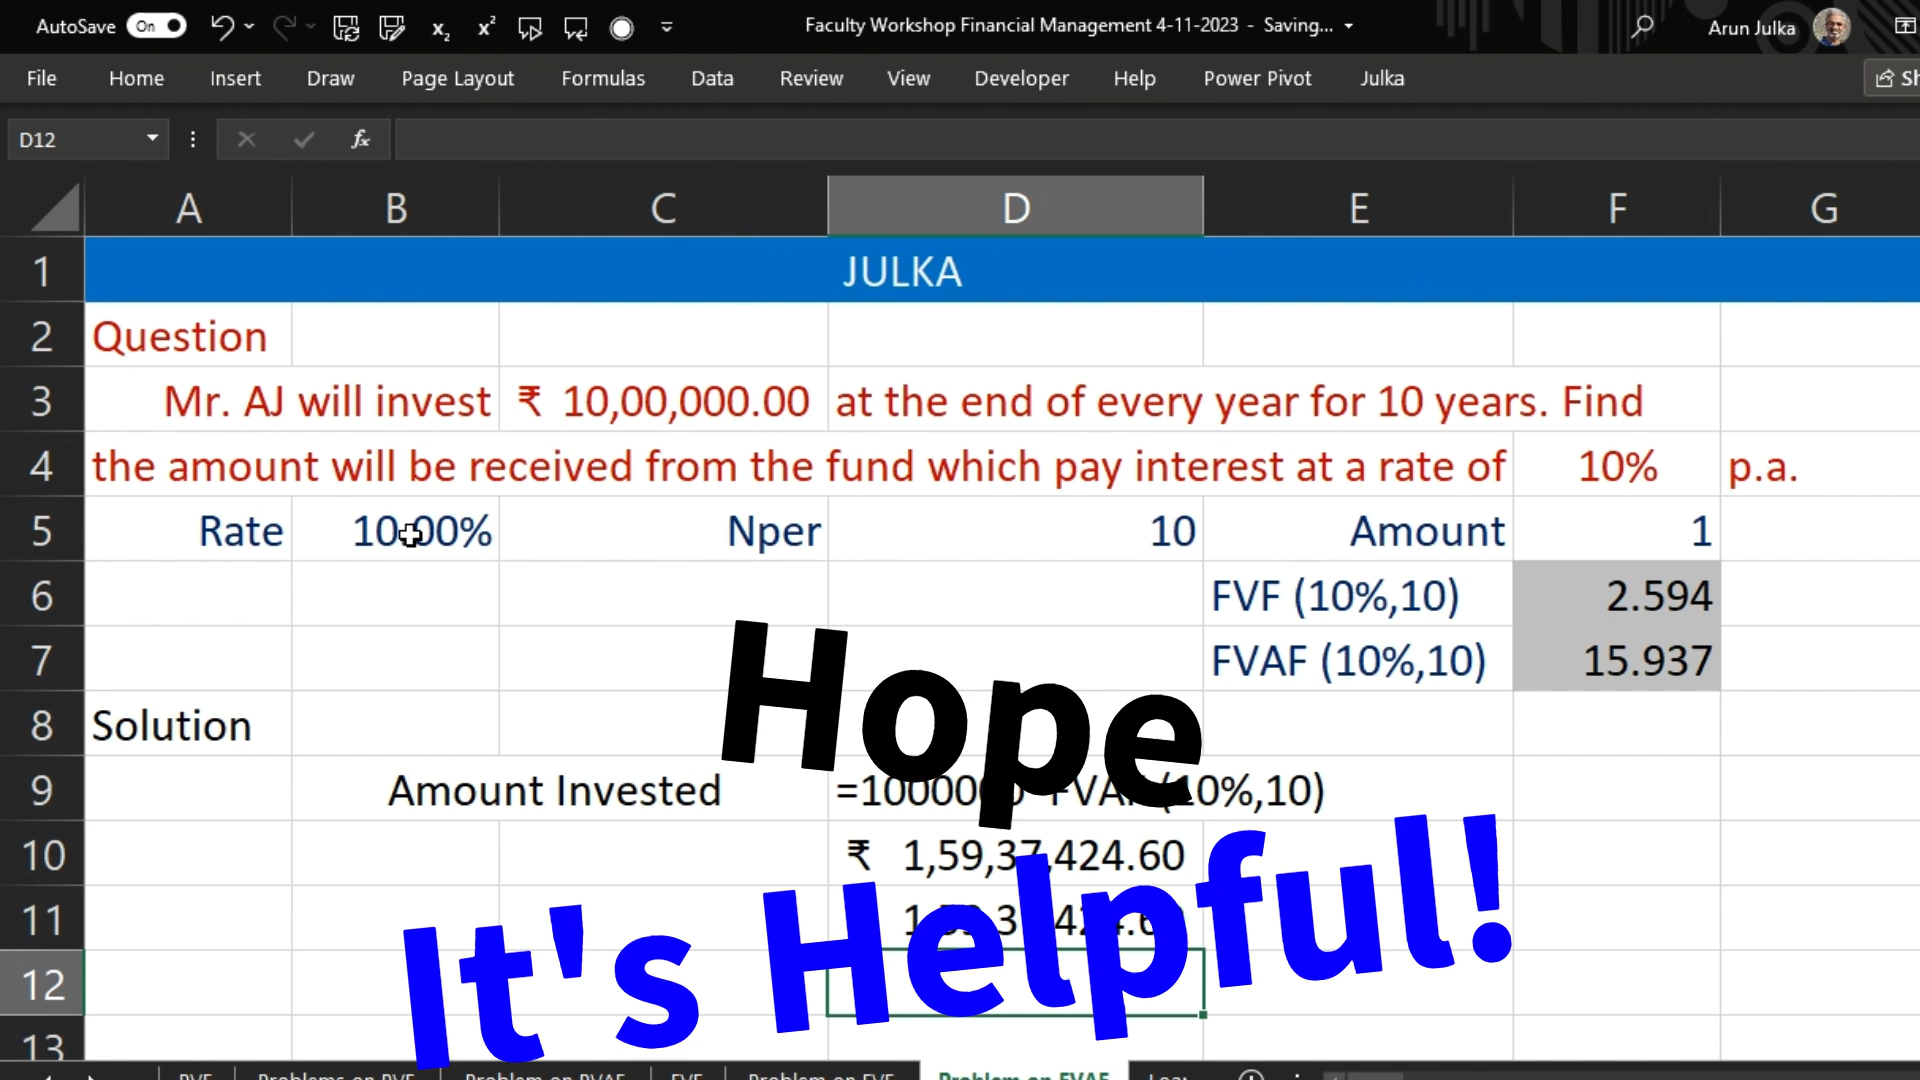 AutoSave On Faculty Workshop Financial Management 4-11-2023 - Saving... Arun Julka
File Home Insert Draw Page Layout Formulas Data Review View Developer Help Power Pivot Julka
D12 fx
A B C D E F G
1 JULKA
2 Question
3 Mr. AJ will invest ₹ 10,00,000.00 at the end of every year for 10 years. Find
4 the amount will be received from the fund which pay interest at a rate of 10% p.a.
5 Rate 10.00% Nper 10 Amount 1
6 FVF (10%,10) 2.594
7 FVAF (10%,10) 15.937
8 Solution
Hope
9 Amount Invested
10 ₹ 1,59,37,424.60
11
It's Helpful!
12
13
Problem on FVAF